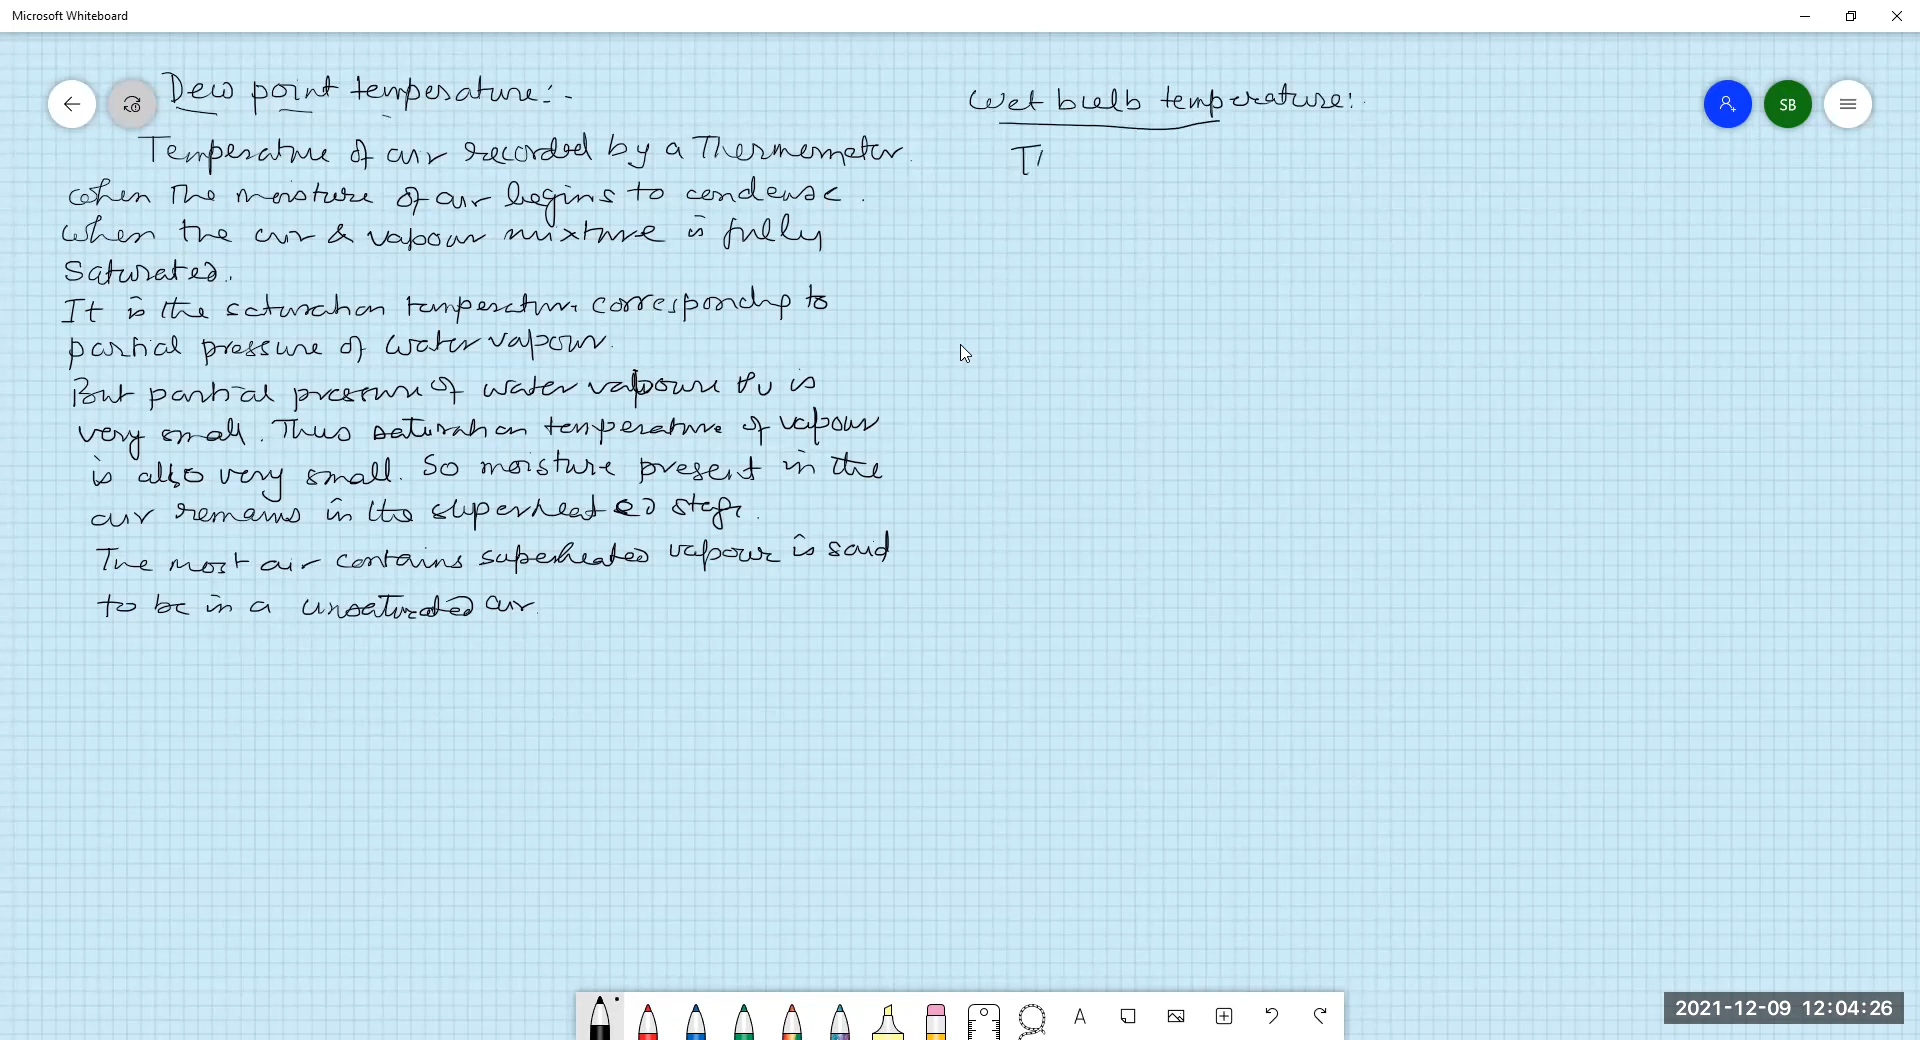 Microsoft Whiteboard
Dew point temperature:-
Temperature of air recorded by a Thermometer.
when the moisture of air begins to condense.
when the air & vapour mixture is fully
saturated.
It is the saturation temperature corresponding to
partial pressure of water vapour.
But partial pressure of water vapour Pv is
very small. Thus saturation temperature of vapour
is also very small. So moisture present in the
air remains in the superheated stage.
The most air contains superheated vapour is said
to be in a unsaturated air.
Wet bulb temperature:
T
SB
A
2021-12-09 12:04:26